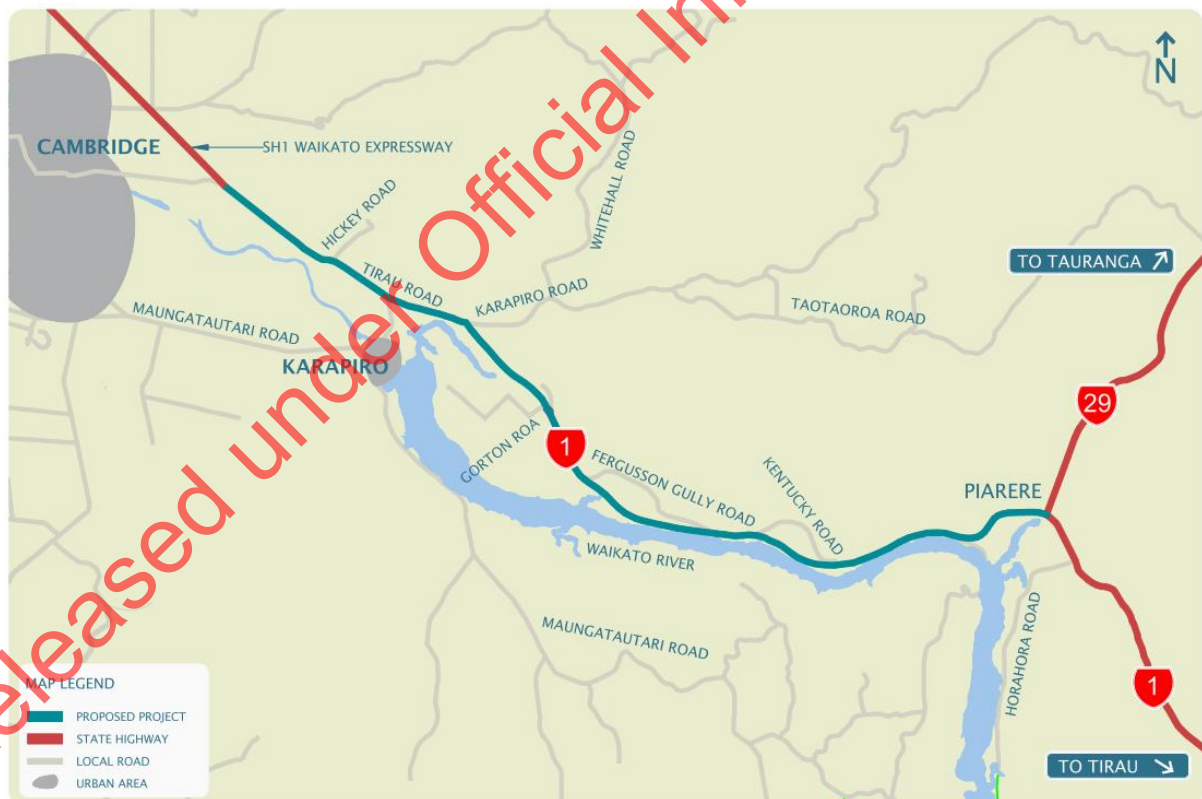 Released under Official In
N
CAMBRIDGE
SH1 WAIKATO EXPRESSWAY
HICKEY ROAD
WHITEHALL ROAD
TO TAURANGA ↗
TIRAU ROAD
KARAPIRO ROAD
TAOTAOROA ROAD
MAUNGATAUTARI ROAD
KARAPIRO
29
GORTON ROA
1
FERGUSSON GULLY ROAD
KENTUCKY ROAD
PIARERE
WAIKATO RIVER
MAUNGATAUTARI ROAD
HORAHORA ROAD
1
MAP LEGEND
PROPOSED PROJECT
STATE HIGHWAY
LOCAL ROAD
URBAN AREA
TO TIRAU ↘